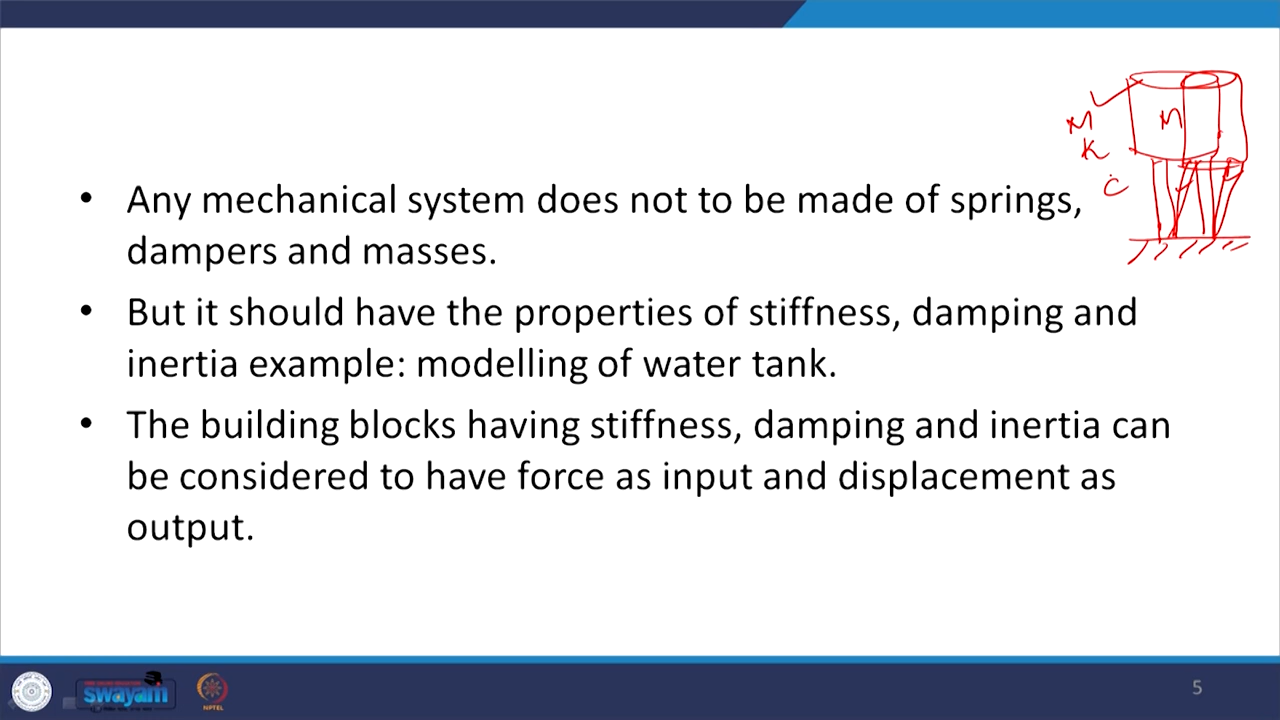 • Any mechanical system does not to be made of springs,
dampers and masses.
• But it should have the properties of stiffness, damping and
inertia example: modelling of water tank.
• The building blocks having stiffness, damping and inertia can
be considered to have force as input and displacement as
output.
M
M
K
C
swayam
NPTEL
5